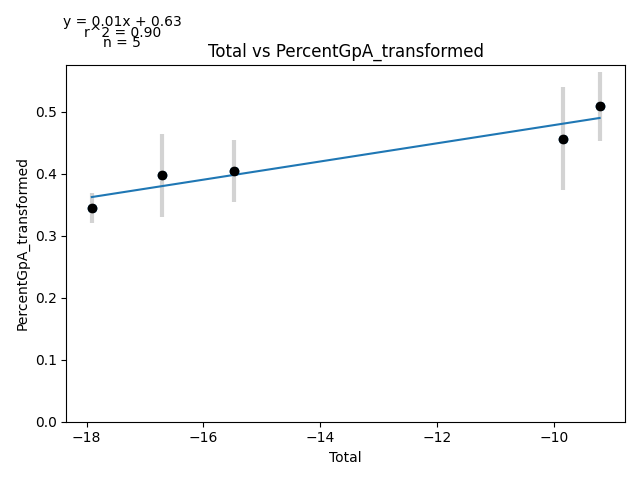 y = 0.01x + 0.63
r^2 = 0.90
n = 5
Total vs PercentGpA_transformed
PercentGpA_transformed
0.5
0.4
0.3
0.2
0.1
0.0
−18 −16 −14 −12 −10
Total